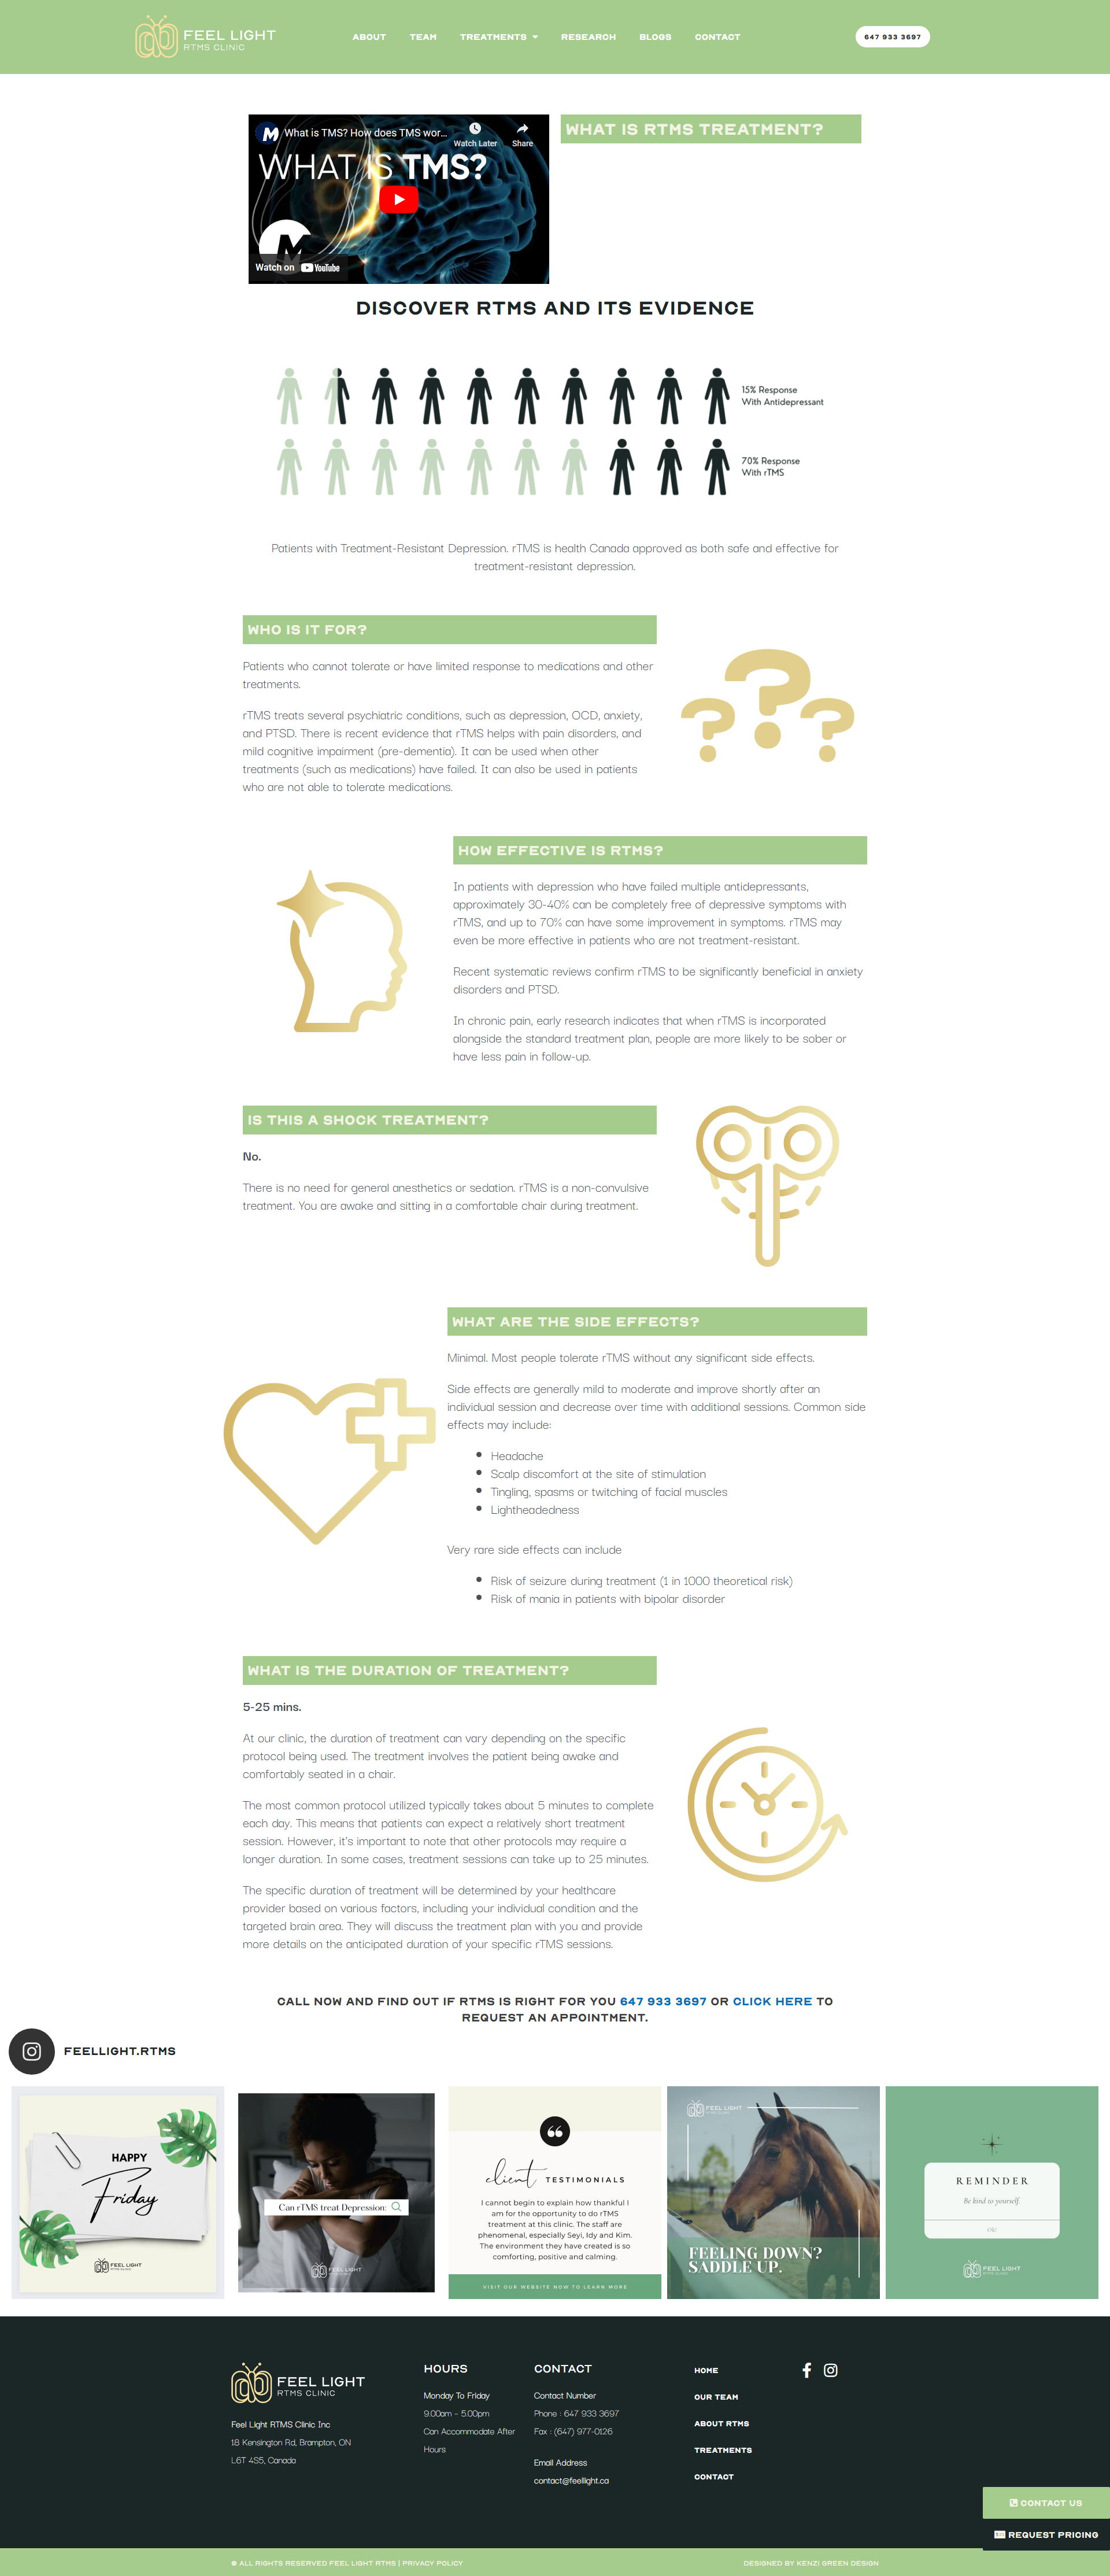 FEEL LIGHT
RTMS CLINIC
ABOUT
TEAM
TREATMENTS
RESEARCH
BLOGS
CONTACT
647 933 3697
What is TMS? How does TMS wor...
Watch Later
Share
WHAT IS TMS?
Watch on YouTube
WHAT IS RTMS TREATMENT?
DISCOVER RTMS AND ITS EVIDENCE
15% Response
With Antidepressant
70% Response
With rTMS
Patients with Treatment-Resistant Depression. rTMS is health Canada approved as both safe and effective for
treatment-resistant depression.
WHO IS IT FOR?
Patients who cannot tolerate or have limited response to medications and other
treatments.
rTMS treats several psychiatric conditions, such as depression, OCD, anxiety,
and PTSD. There is recent evidence that rTMS helps with pain disorders, and
mild cognitive impairment (pre-dementia). It can be used when other
treatments (such as medications) have failed. It can also be used in patients
who are not able to tolerate medications.
HOW EFFECTIVE IS RTMS?
In patients with depression who have failed multiple antidepressants,
approximately 30-40% can be completely free of depressive symptoms with
rTMS, and up to 70% can have some improvement in symptoms. rTMS may
even be more effective in patients who are not treatment-resistant.
Recent systematic reviews confirm rTMS to be significantly beneficial in anxiety
disorders and PTSD.
In chronic pain, early research indicates that when rTMS is incorporated
alongside the standard treatment plan, people are more likely to be sober or
have less pain in follow-up.
IS THIS A SHOCK TREATMENT?
No.
There is no need for general anesthetics or sedation. rTMS is a non-convulsive
treatment. You are awake and sitting in a comfortable chair during treatment.
WHAT ARE THE SIDE EFFECTS?
Minimal. Most people tolerate rTMS without any significant side effects.
Side effects are generally mild to moderate and improve shortly after an
individual session and decrease over time with additional sessions. Common side
effects may include:
Headache
Scalp discomfort at the site of stimulation
Tingling, spasms or twitching of facial muscles
Lightheadedness
Very rare side effects can include
Risk of seizure during treatment (1 in 1000 theoretical risk)
Risk of mania in patients with bipolar disorder
WHAT IS THE DURATION OF TREATMENT?
5-25 mins.
At our clinic, the duration of treatment can vary depending on the specific
protocol being used. The treatment involves the patient being awake and
comfortably seated in a chair.
The most common protocol utilized typically takes about 5 minutes to complete
each day. This means that patients can expect a relatively short treatment
session. However, it's important to note that other protocols may require a
longer duration. In some cases, treatment sessions can take up to 25 minutes.
The specific duration of treatment will be determined by your healthcare
provider based on various factors, including your individual condition and the
targeted brain area. They will discuss the treatment plan with you and provide
more details on the anticipated duration of your specific rTMS sessions.
CALL NOW AND FIND OUT IF RTMS IS RIGHT FOR YOU 647 933 3697 OR CLICK HERE TO
REQUEST AN APPOINTMENT.
FEELLIGHT.RTMS
HAPPY
Friday
FEEL LIGHT
RTMS CLINIC
Can rTMS treat Depression:
FEEL LIGHT
client TESTIMONIALS
I cannot begin to explain how thankful I
am for the opportunity to do rTMS
treatment at this clinic. The staff are
phenomenal, especially Seyi, Idy and Kim.
The environment they have created is so
comforting, positive and calming.
VISIT OUR WEBSITE NOW TO LEARN MORE
FEEL LIGHT
RTMS CLINIC
FEELING DOWN?
SADDLE UP.
REMINDER
Be kind to yourself.
OK!
FEEL LIGHT
RTMS CLINIC
FEEL LIGHT
RTMS CLINIC
Feel Light RTMS Clinic Inc
18 Kensington Rd, Brampton, ON
L6T 4S5, Canada
HOURS
Monday To Friday
9.00am – 5.00pm
Can Accommodate After
Hours
CONTACT
Contact Number
Phone : 647 933 3697
Fax : (647) 977-0126
Email Address
contact@feellight.ca
HOME
OUR TEAM
ABOUT RTMS
TREATMENTS
CONTACT
CONTACT US
REQUEST PRICING
© ALL RIGHTS RESERVED FEEL LIGHT RTMS | PRIVACY POLICY
DESIGNED BY KENZI GREEN DESIGN